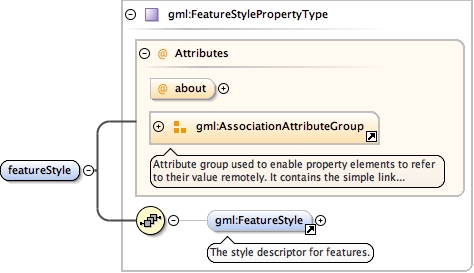 gml:FeatureStylePropertyType
@ Attributes
@ about
gml:AssociationAttributeGroup
Attribute group used to enable property elements to refer
to their value remotely. It contains the simple link...
featureStyle
gml:FeatureStyle
The style descriptor for features.